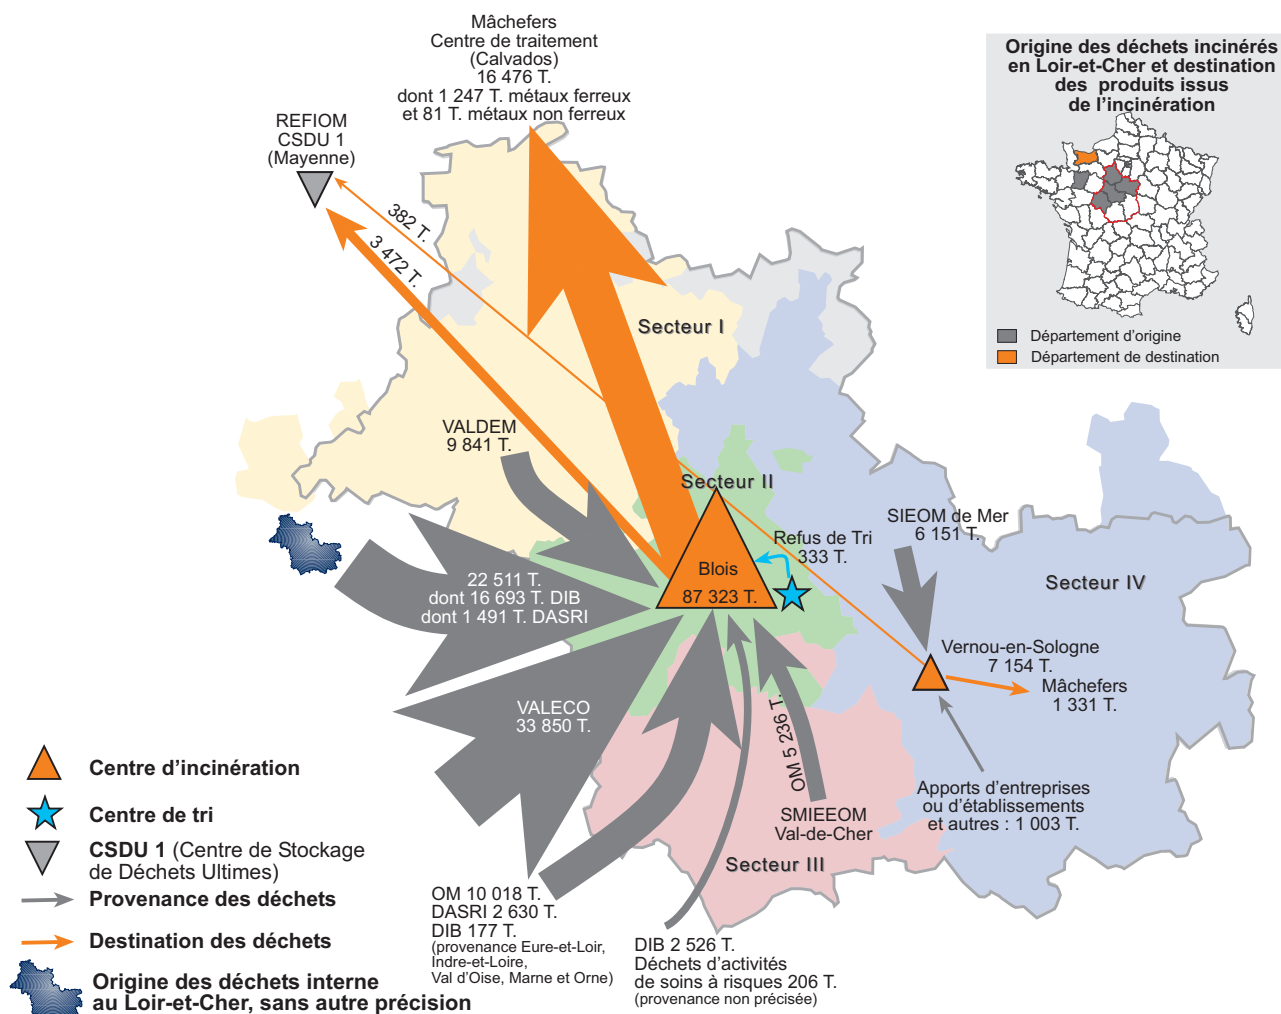 Mâchefers
Centre de traitement
(Calvados)
16 476 T.
dont 1 247 T. métaux ferreux
et 81 T. métaux non ferreux
REFIOM
CSDU 1
(Mayenne)
Origine des déchets incinérés
en Loir-et-Cher et destination
des produits issus
de l'incinération
Département d'origine
Département de destination
382 T.
3 472 T.
Secteur I
VALDEM
9 841 T.
Secteur II
SIEOM de Mer
6 151 T.
Refus de Tri
333 T.
Blois
87 323 T.
Secteur IV
22 511 T.
dont 16 693 T. DIB
dont 1 491 T. DASRI
Vernou-en-Sologne
7 154 T.
Mâchefers
1 331 T.
VALECO
33 850 T.
OM 5 236 T.
SMIEEOM
Val-de-Cher
Apports d'entreprises
ou d'établissements
et autres : 1 003 T.
Secteur III
OM 10 018 T.
DASRI 2 630 T.
DIB 177 T.
(provenance Eure-et-Loir,
Indre-et-Loire,
Val d'Oise, Marne et Orne)
DIB 2 526 T.
Déchets d'activités
de soins à risques 206 T.
(provenance non précisée)
Centre d'incinération
Centre de tri
CSDU 1 (Centre de Stockage
de Déchets Ultimes)
Provenance des déchets
Destination des déchets
Origine des déchets interne
au Loir-et-Cher, sans autre précision